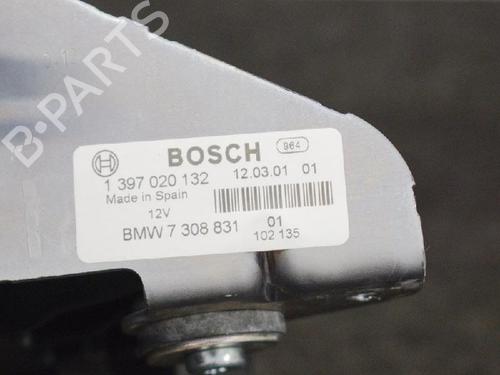 B-PARTS
BOSCH 964
1 397 020 132 12.03.01 01
Made in Spain
12V
BMW 7 308 831 01
102 135